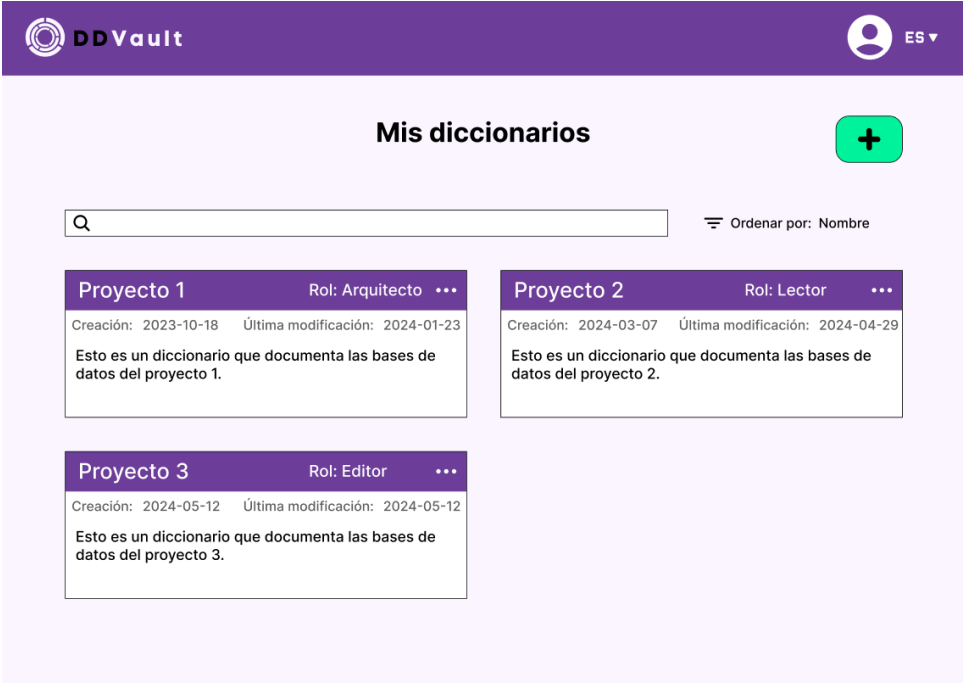 DDVault
ES ▼
Mis diccionarios
+
Ordenar por: Nombre
Proyecto 1 Rol: Arquitecto •••
Creación: 2023-10-18 Última modificación: 2024-01-23
Esto es un diccionario que documenta las bases de
datos del proyecto 1.
Proyecto 2 Rol: Lector •••
Creación: 2024-03-07 Última modificación: 2024-04-29
Esto es un diccionario que documenta las bases de
datos del proyecto 2.
Proyecto 3 Rol: Editor •••
Creación: 2024-05-12 Última modificación: 2024-05-12
Esto es un diccionario que documenta las bases de
datos del proyecto 3.